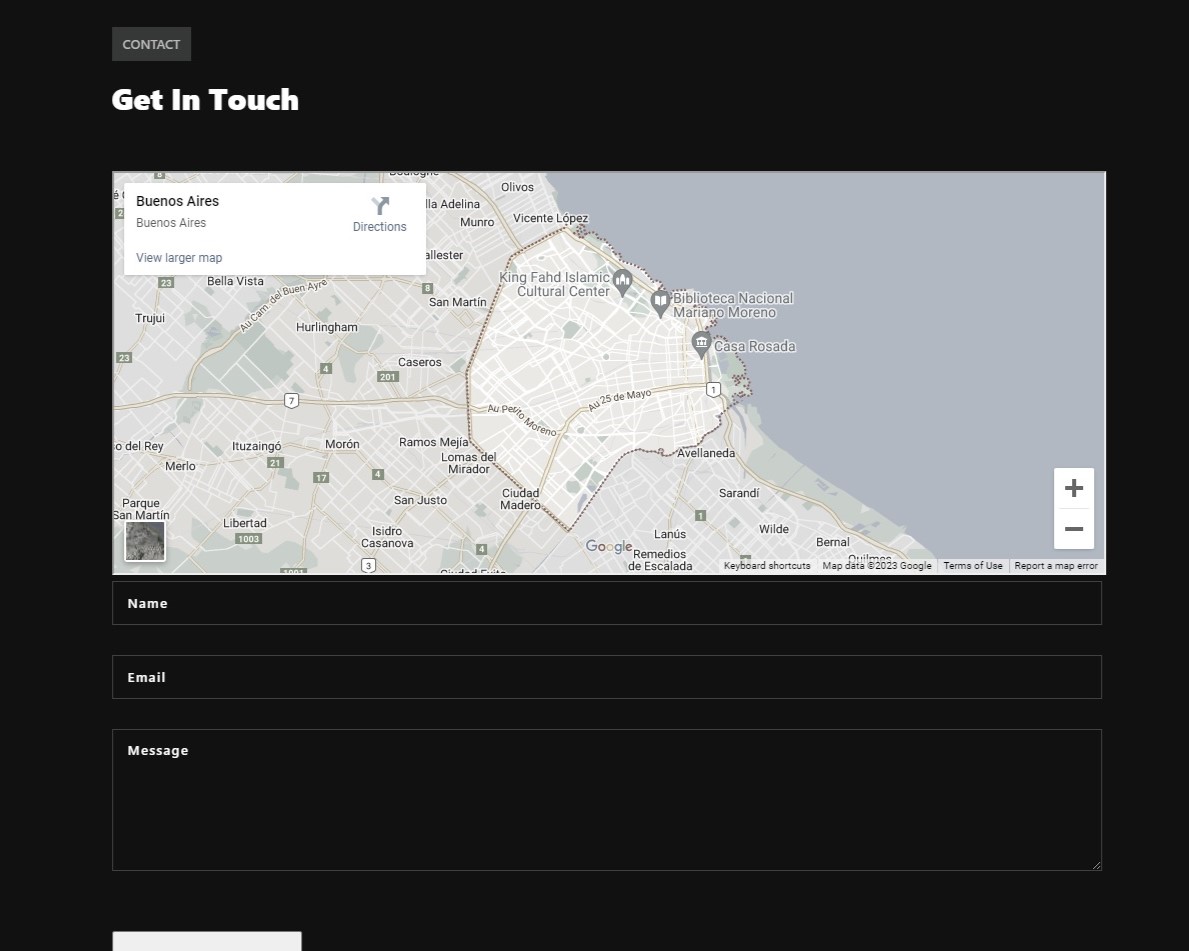 CONTACT
Get In Touch
Buenos Aires
Buenos Aires
Directions
View larger map
Olivos
Munro
Vicente López
King Fahd Islamic
Cultural Center
Biblioteca Nacional
Mariano Moreno
Casa Rosada
23
Bella Vista
Au Cam. del Buen Ayre
8
San Martín
Trujui
Hurlingham
23
4
Caseros
201
7
1
Au 25 de Mayo
Au Perito Moreno
Ituzaingó
Morón
Ramos Mejía
Avellaneda
Merlo
21
Lomas del
Mirador
17
4
Parque
San Martín
San Justo
Ciudad
Madero
Sarandí
Libertad
1003
Isidro
Casanova
1
Lanús
Wilde
Bernal
4
3
Google
Remedios
de Escalada
Quilmes
Keyboard shortcuts
Map data ©2023 Google
Terms of Use
Report a map error
Name
Email
Message